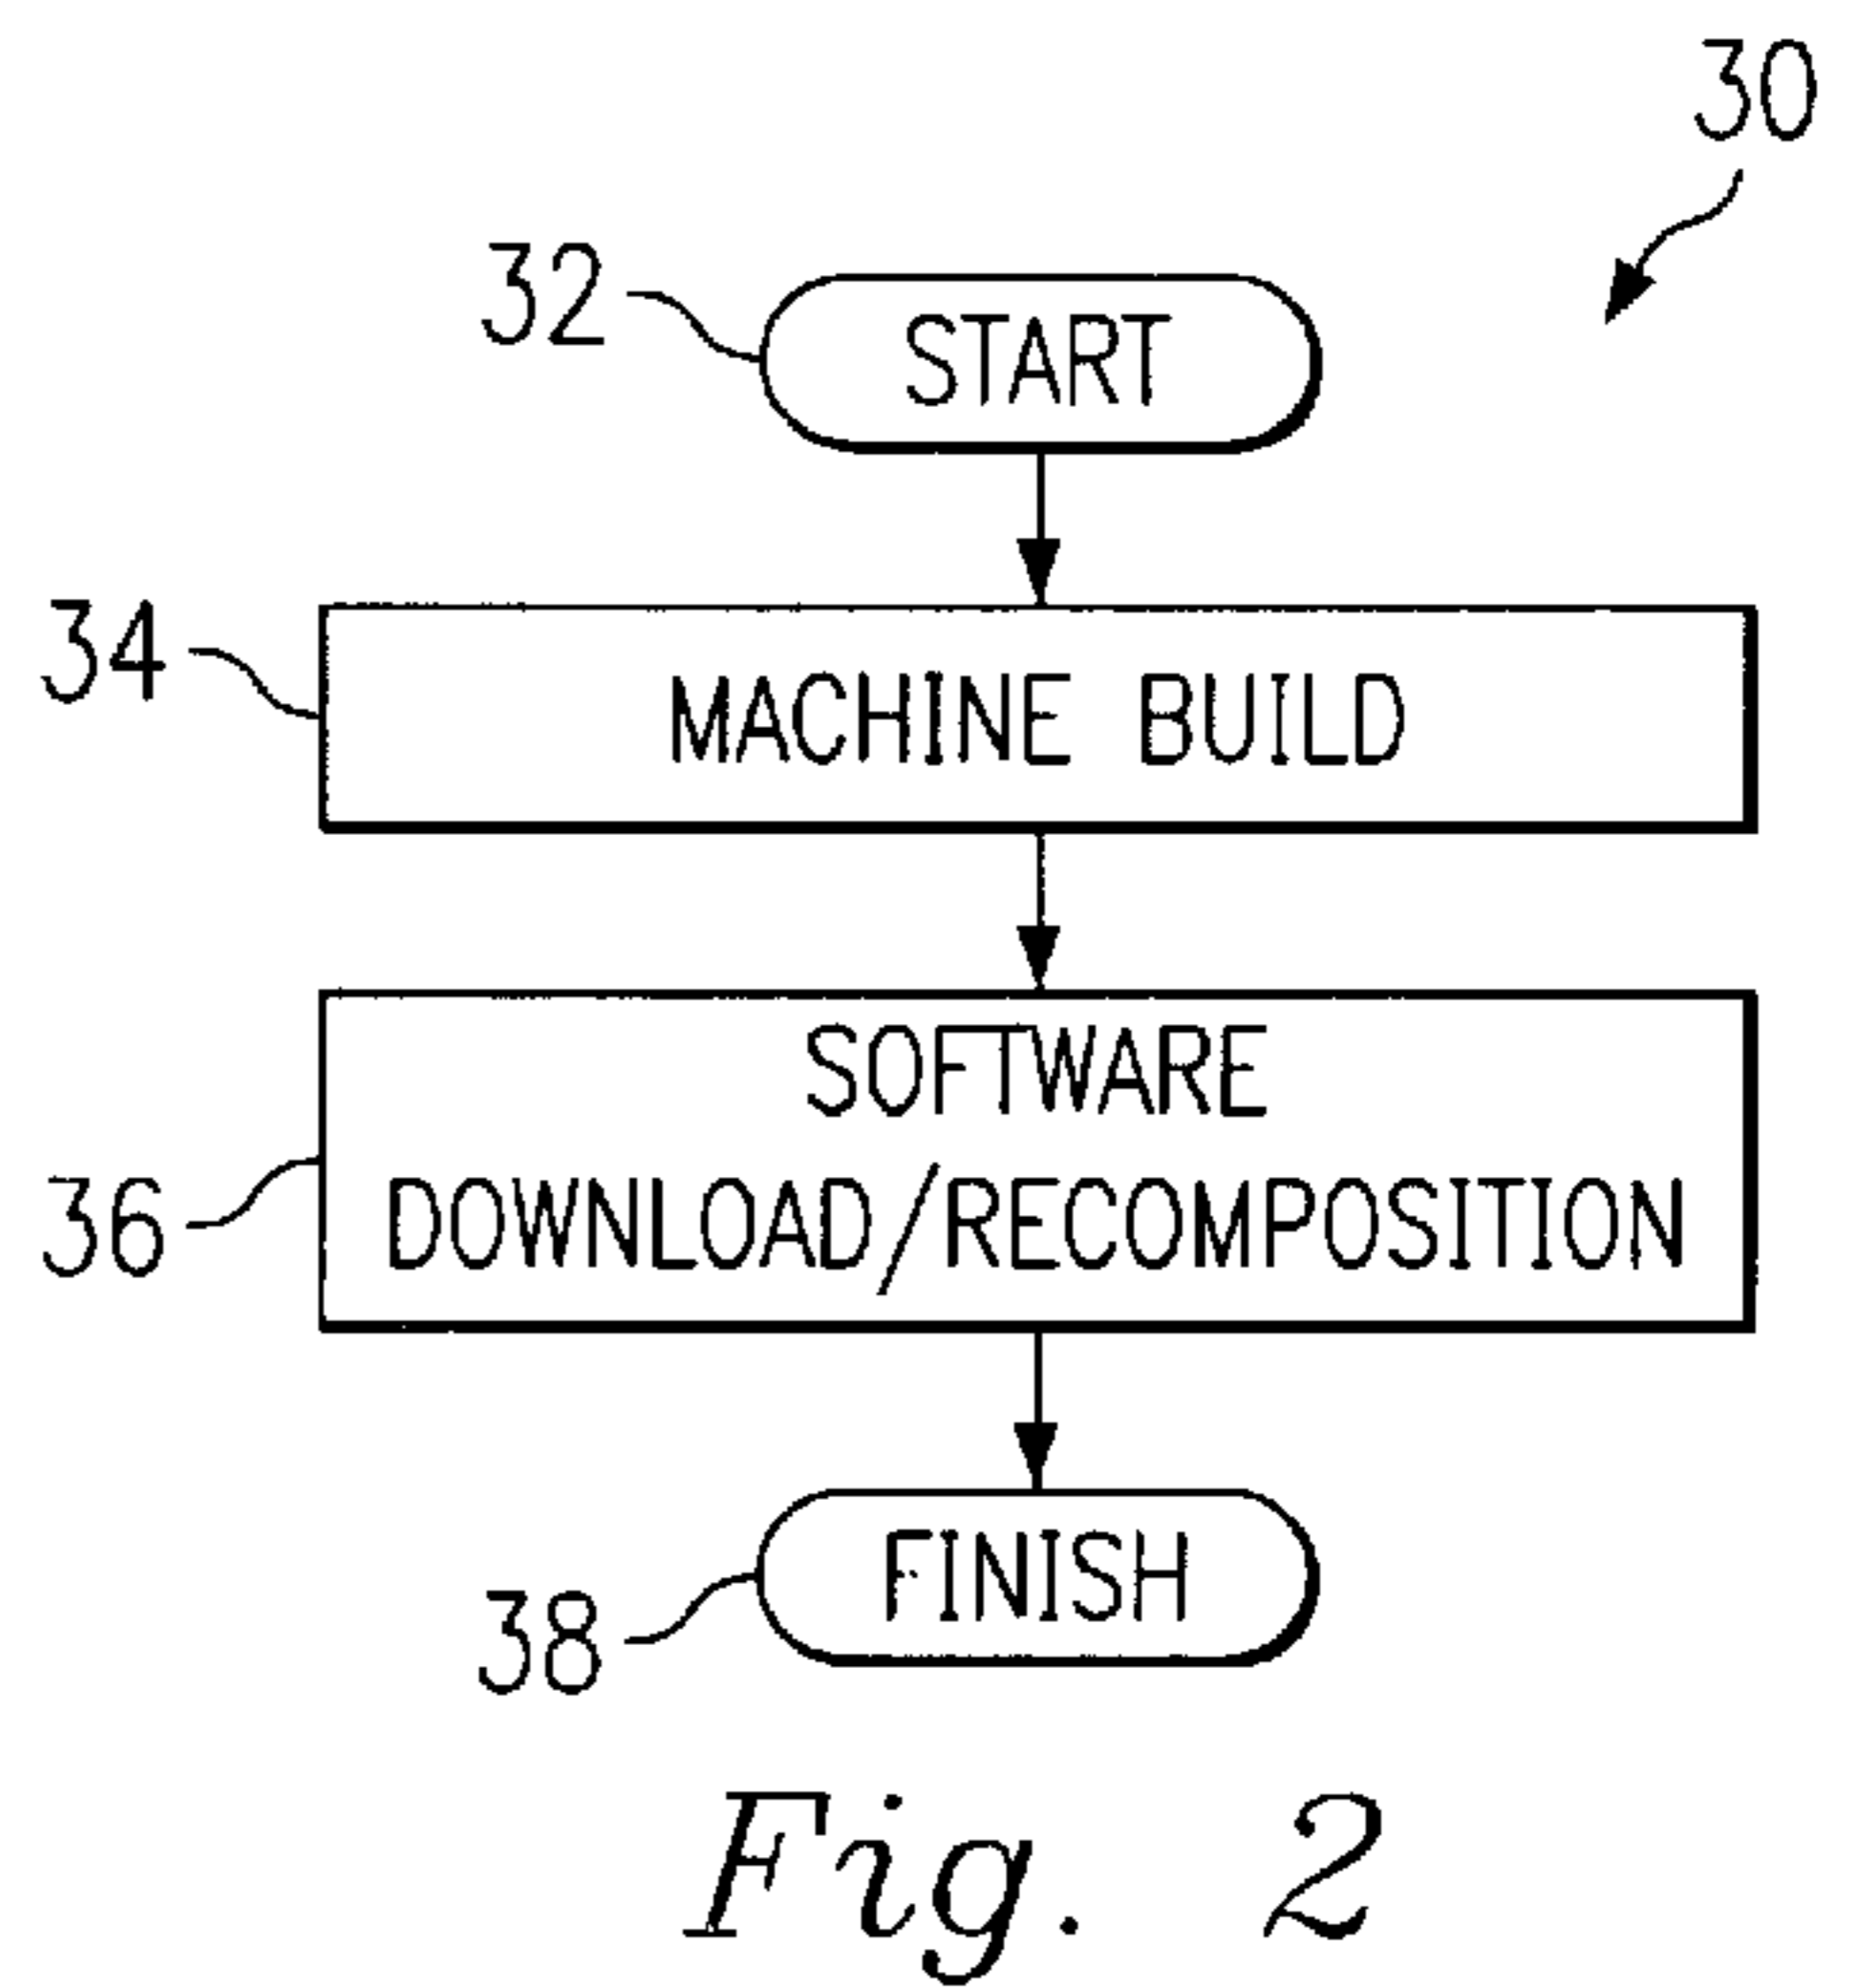 30
32
START
34
MACHINE BUILD
SOFTWARE
36
DOWNLOAD/RECOMPOSITION
FINISH
38
Fig. 2